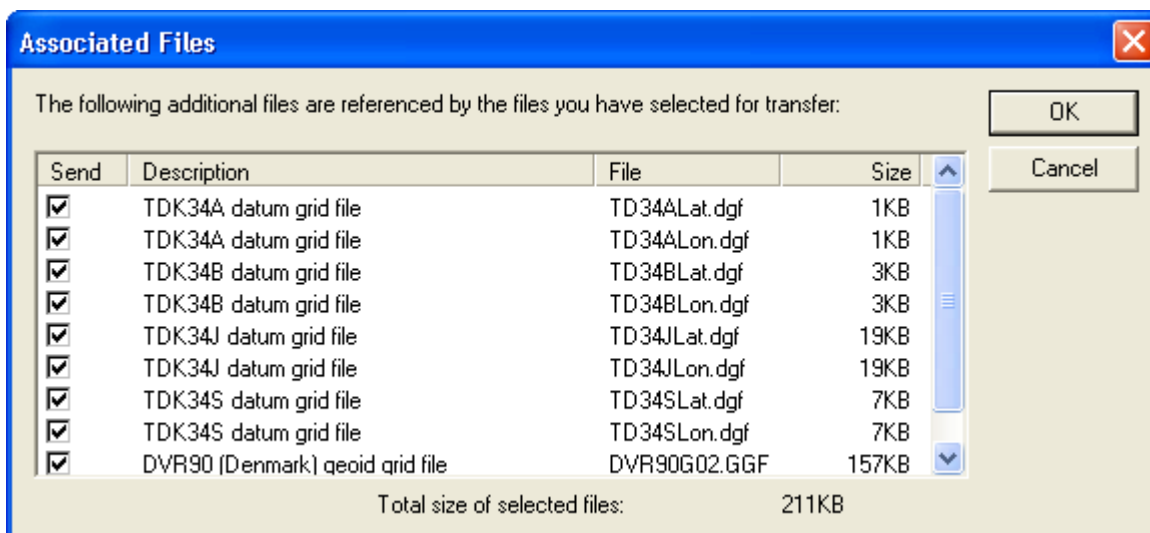 Associated Files
The following additional files are referenced by the files you have selected for transfer:
OK
Cancel
Send Description File Size
TDK34A datum grid file TD34ALat.dgf 1KB
TDK34A datum grid file TD34ALon.dgf 1KB
TDK34B datum grid file TD34BLat.dgf 3KB
TDK34B datum grid file TD34BLon.dgf 3KB
TDK34J datum grid file TD34JLat.dgf 19KB
TDK34J datum grid file TD34JLon.dgf 19KB
TDK34S datum grid file TD34SLat.dgf 7KB
TDK34S datum grid file TD34SLon.dgf 7KB
DVR90 (Denmark) geoid grid file DVR90G02.GGF 157KB
Total size of selected files: 211KB